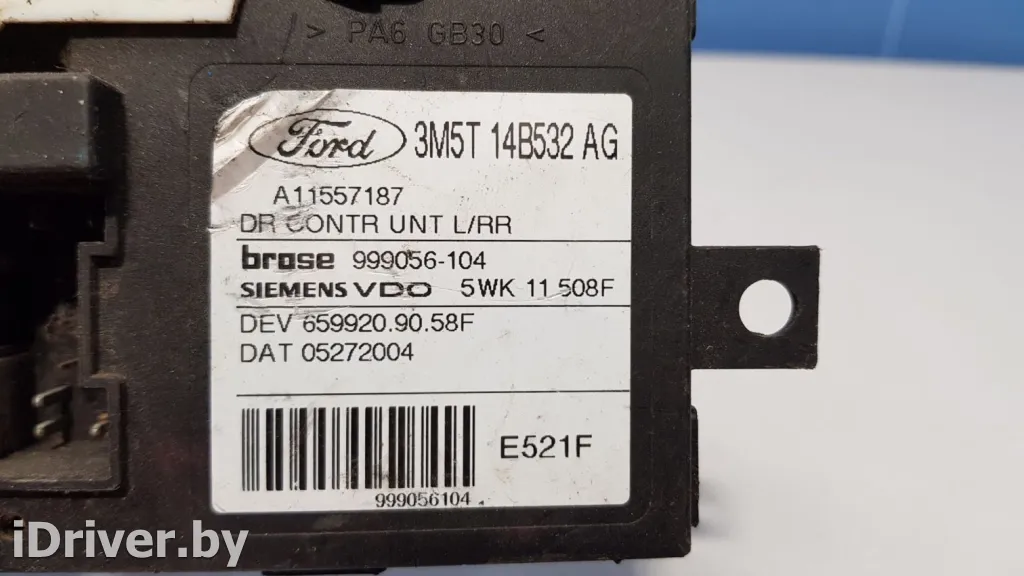 > PA6 GB30 <
Ford 3M5T 14B532 AG
A11557187
DR CONTR UNT L/RR
brose 999056-104
SIEMENS VDO 5WK 11 508F
DEV 659920.90.58F
DAT 05272004
E521F
999056104
iDriver.by